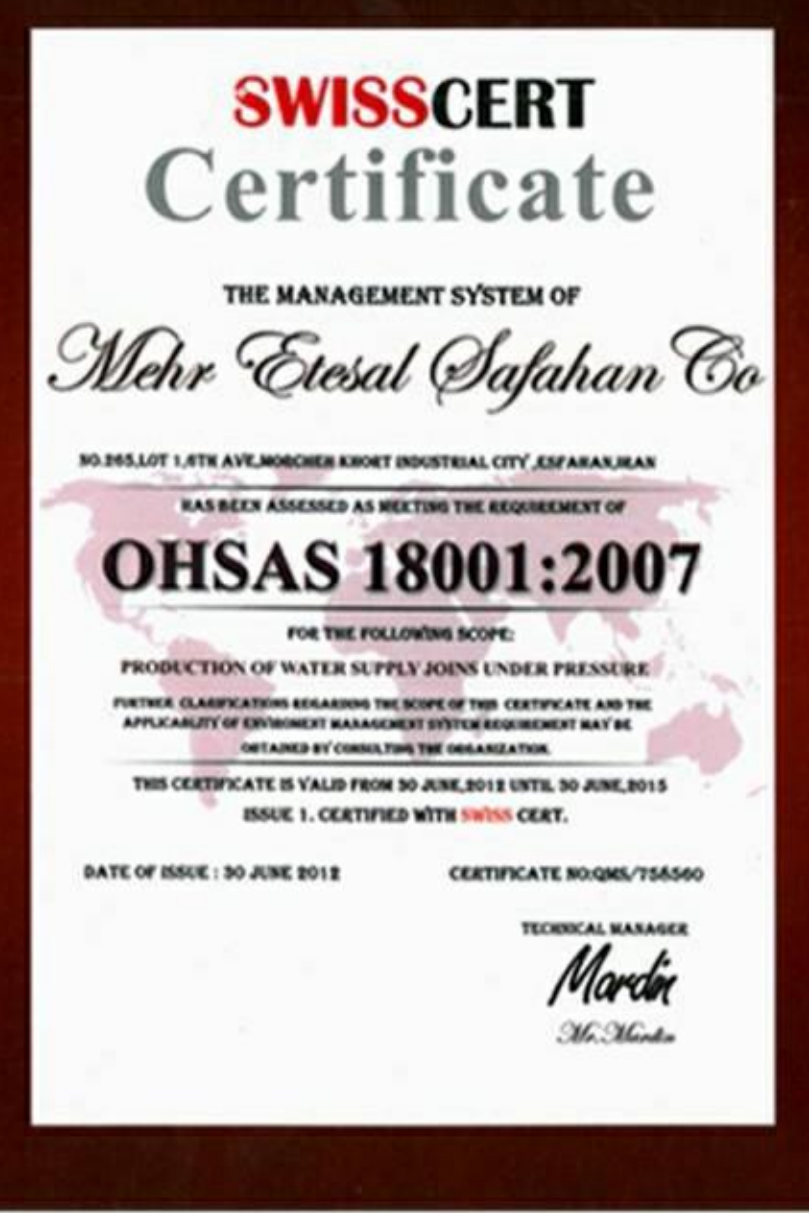 SWISSCERT
Certificate
THE MANAGEMENT SYSTEM OF
Mehr Etesal Safahan Co
NO.265,LOT 1,6TH AVE,MORCHEH KHORT INDUSTRIAL CITY ,ESFAHAN,IRAN
HAS BEEN ASSESSED AS MEETING THE REQUIREMENT OF
OHSAS 18001:2007
FOR THE FOLLOWING SCOPE:
PRODUCTION OF WATER SUPPLY JOINS UNDER PRESSURE
FURTHER CLARIFICATIONS REGARDING THE SCOPE OF THIS CERTIFICATE AND THE
APPLICABLITY OF ENVIROMENT MANAGEMENT SYSTEM REQUIREMENT MAY BE
OBTAINED BY CONSULTING THE ORGANIZATION.
THIS CERTIFICATE IS VALID FROM 30 JUNE,2012 UNTIL 30 JUNE,2015
ISSUE 1. CERTIFIED WITH SWISS CERT.
DATE OF ISSUE : 30 JUNE 2012
CERTIFICATE NO:QMS/758560
TECHNICAL MANAGER
Mardin
Mr.Mardin